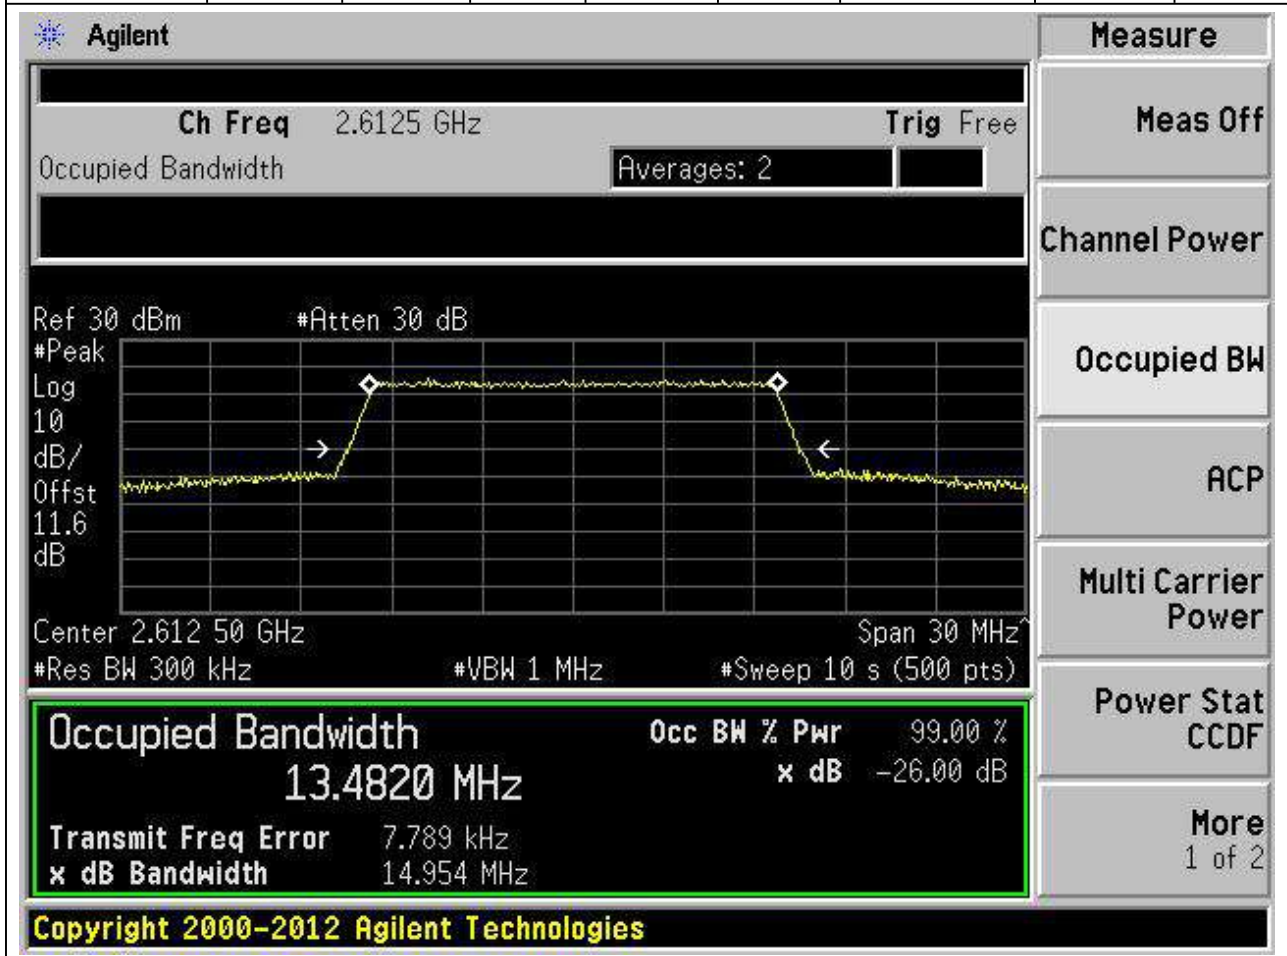 Agilent
Measure
Ch Freq 2.6125 GHz Trig Free
Occupied Bandwidth Averages: 2
Meas Off
Channel Power
Occupied BW
ACP
Multi Carrier
Power
Power Stat
CCDF
More
1 of 2
Ref 30 dBm #Atten 30 dB
#Peak
Log
10
dB/
Offst
11.6
dB
Center 2.612 50 GHz Span 30 MHz^
#Res BW 300 kHz #VBW 1 MHz #Sweep 10 s (500 pts)
Occupied Bandwidth Occ BW % Pwr 99.00 %
13.4820 MHz x dB -26.00 dB
Transmit Freq Error 7.789 kHz
x dB Bandwidth 14.954 MHz
Copyright 2000-2012 Agilent Technologies